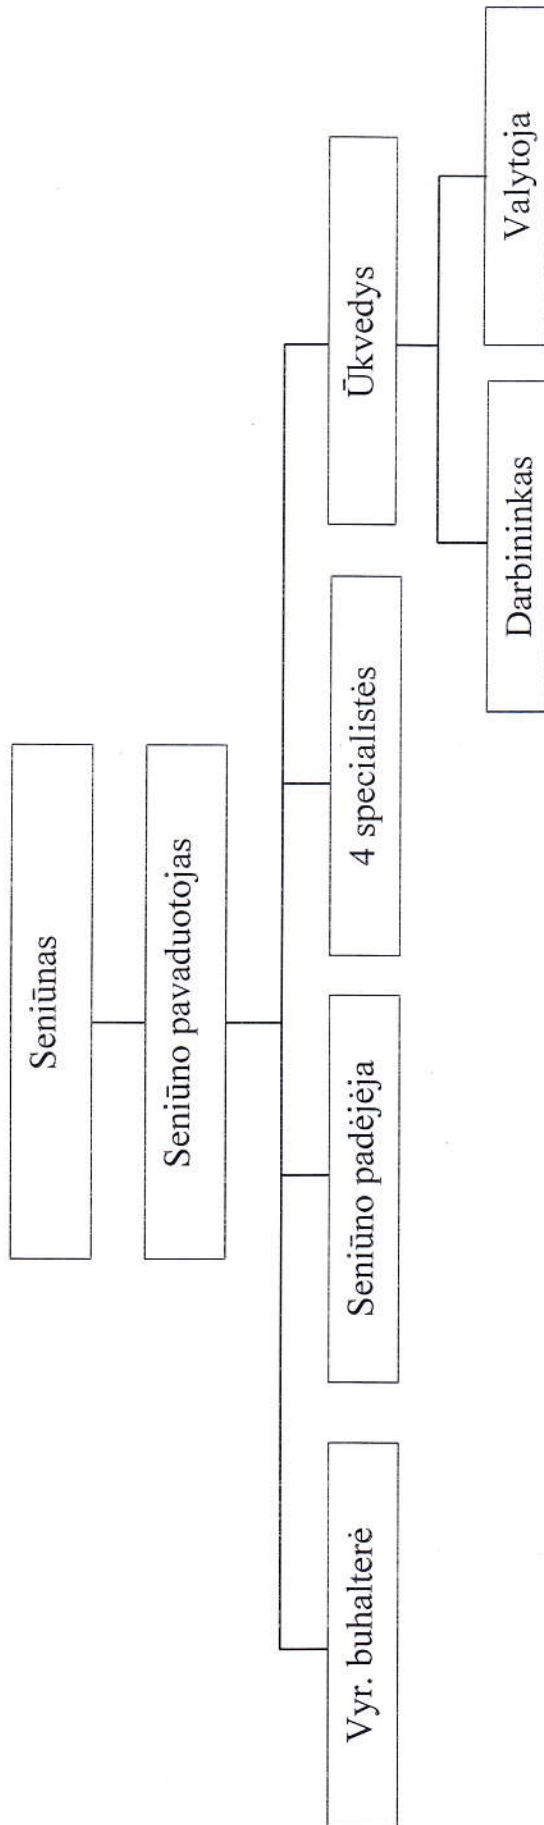 Seniūnas
Seniūno pavaduotojas
Vyr. buhalterė
Seniūno padėjėja
4 specialistės
Ūkvedys
Darbininkas
Valytoja